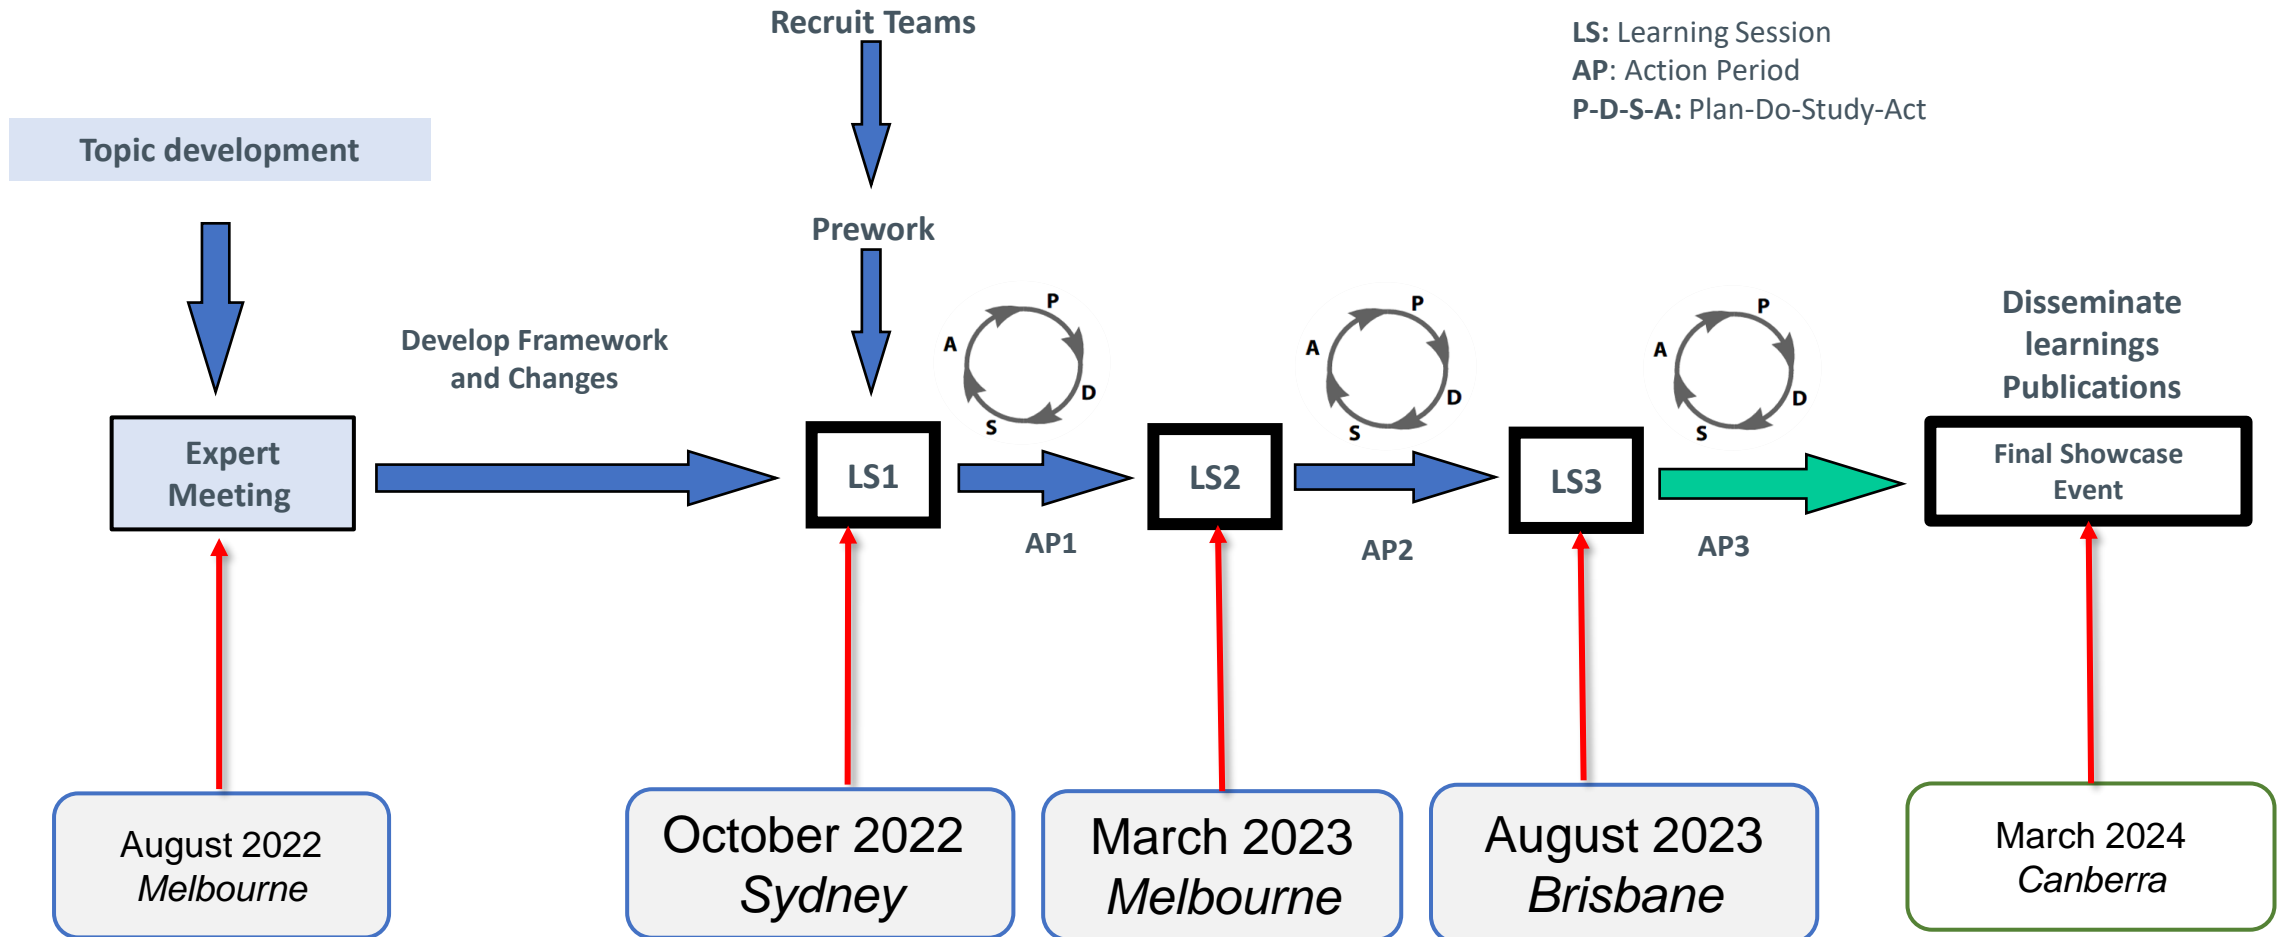 Recruit Teams
LS: Learning Session
AP: Action Period
P-D-S-A: Plan-Do-Study-Act
Topic development
Prework
Develop Framework
and Changes
P
D
S
A
P
D
S
A
P
D
S
A
Disseminate
learnings
Publications
Expert
Meeting
LS1
LS2
LS3
Final Showcase
Event
AP1
AP2
AP3
August 2022
Melbourne
October 2022
Sydney
March 2023
Melbourne
August 2023
Brisbane
March 2024
Canberra